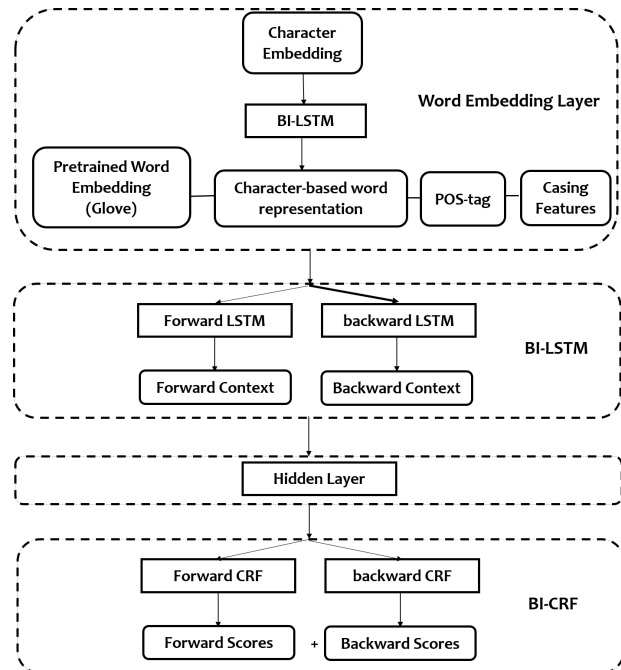 Character
Embedding
Word Embedding Layer
BI-LSTM
Pretrained Word
Embedding
(Glove)
Character-based word
representation
POS-tag
Casing
Features
Forward LSTM
backward LSTM
BI-LSTM
Forward Context
Backward Context
Hidden Layer
Forward CRF
backward CRF
BI-CRF
Forward Scores
+
Backward Scores